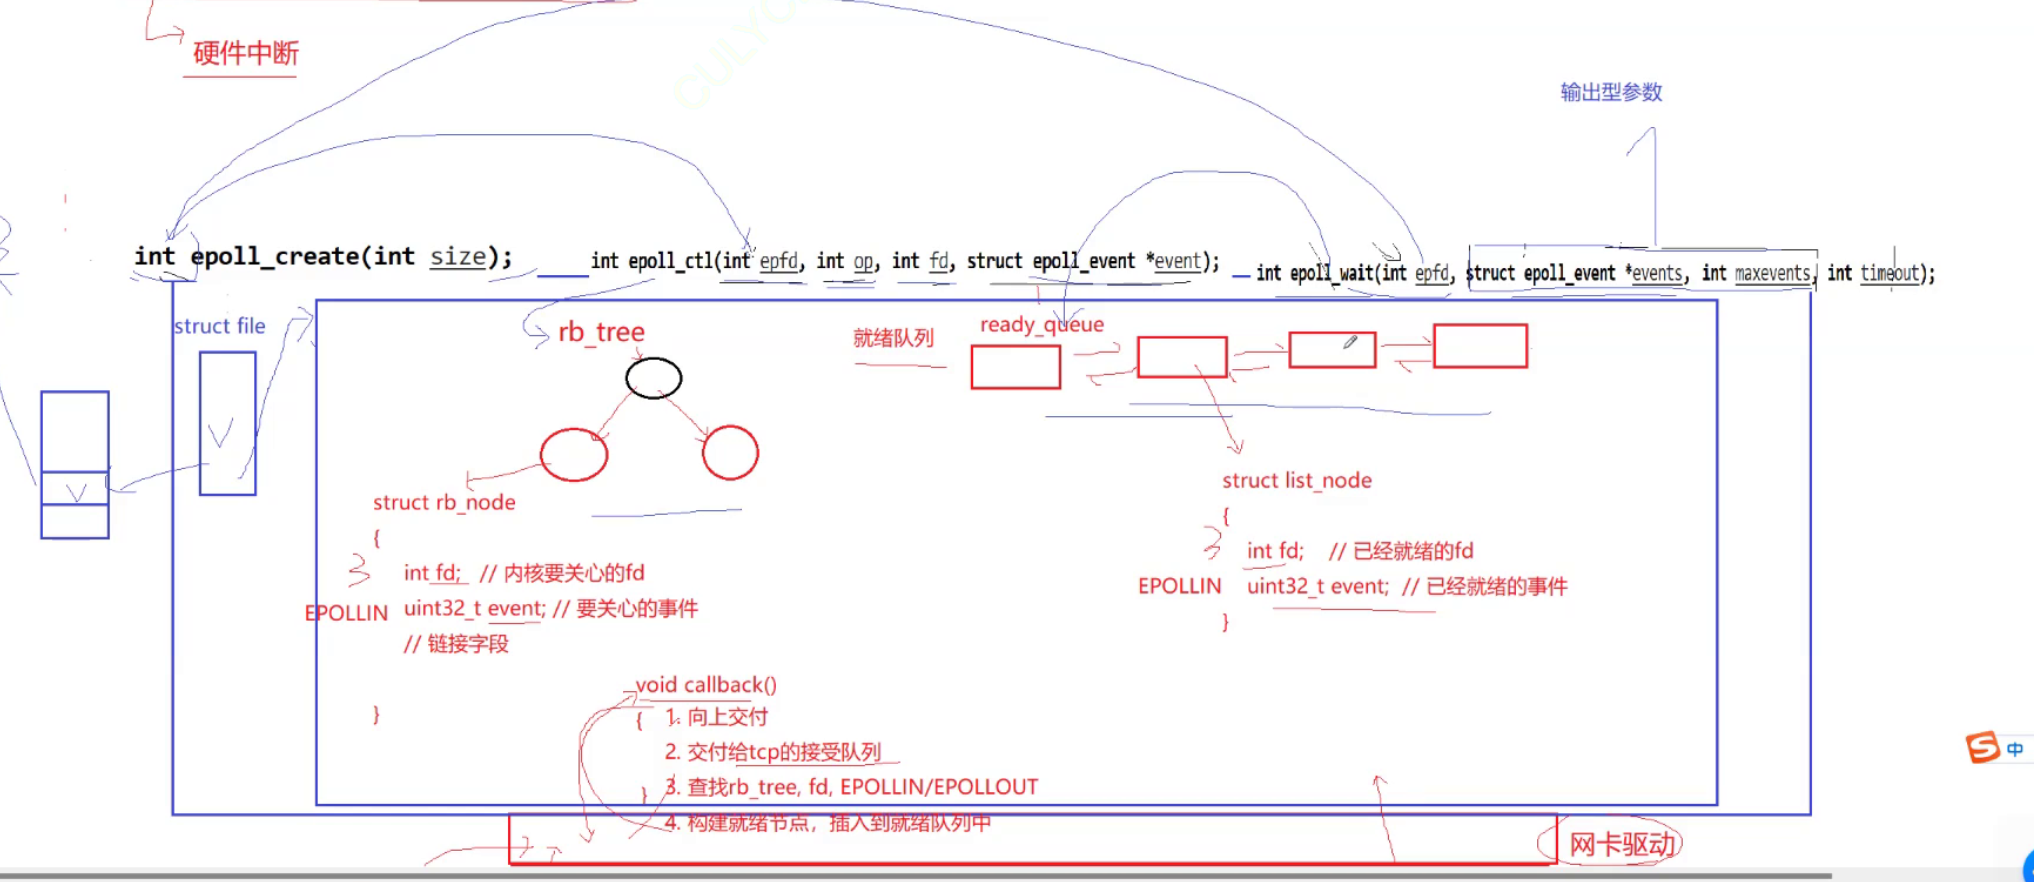 硬件中断
输出型参数
int epoll_create(int size);
int epoll_ctl(int epfd, int op, int fd, struct epoll_event *event);
int epoll_wait(int epfd, struct epoll_event *events, int maxevents, int timeout);
struct file
rb_tree
就绪队列
ready_queue
struct rb_node
{
3
int fd; // 内核要关心的fd
EPOLLIN
uint32_t event; // 要关心的事件
// 链接字段
}
struct list_node
{
3
int fd; // 已经就绪的fd
EPOLLIN
uint32_t event; // 已经就绪的事件
}
void callback()
{
1. 向上交付
2. 交付给tcp的接受队列
3. 查找rb_tree, fd, EPOLLIN/EPOLLOUT
}
4. 构建就绪节点，插入到就绪队列中
网卡驱动
中